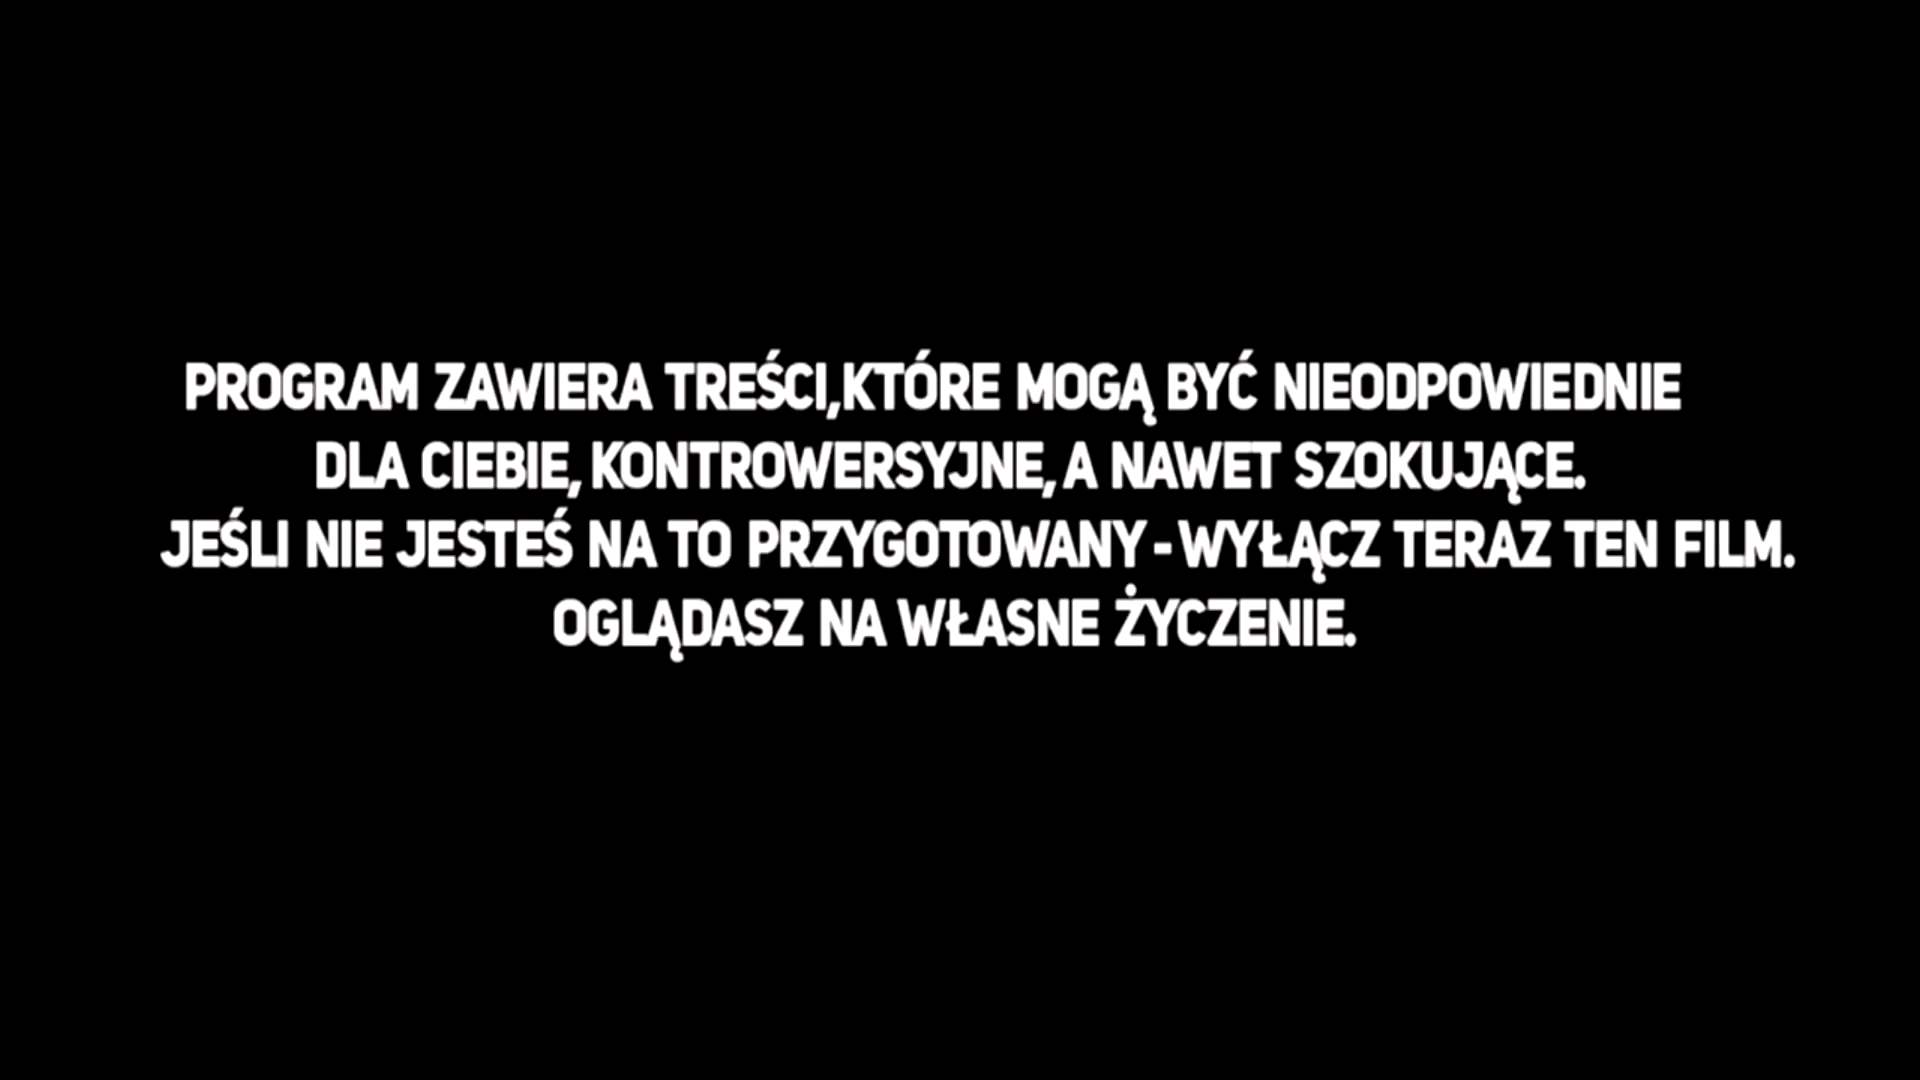 PROGRAM ZAWIERA TREŚCI,KTÓRE MOGĄ BYĆ NIEODPOWIEDNIE
DLA CIEBIE, KONTROWERSYJNE, A NAWET SZOKUJĄCE.
JEŚLI NIE JESTEŚ NA TO PRZYGOTOWANY - WYŁĄCZ TERAZ TEN FILM.
OGLĄDASZ NA WŁASNE ŻYCZENIE.